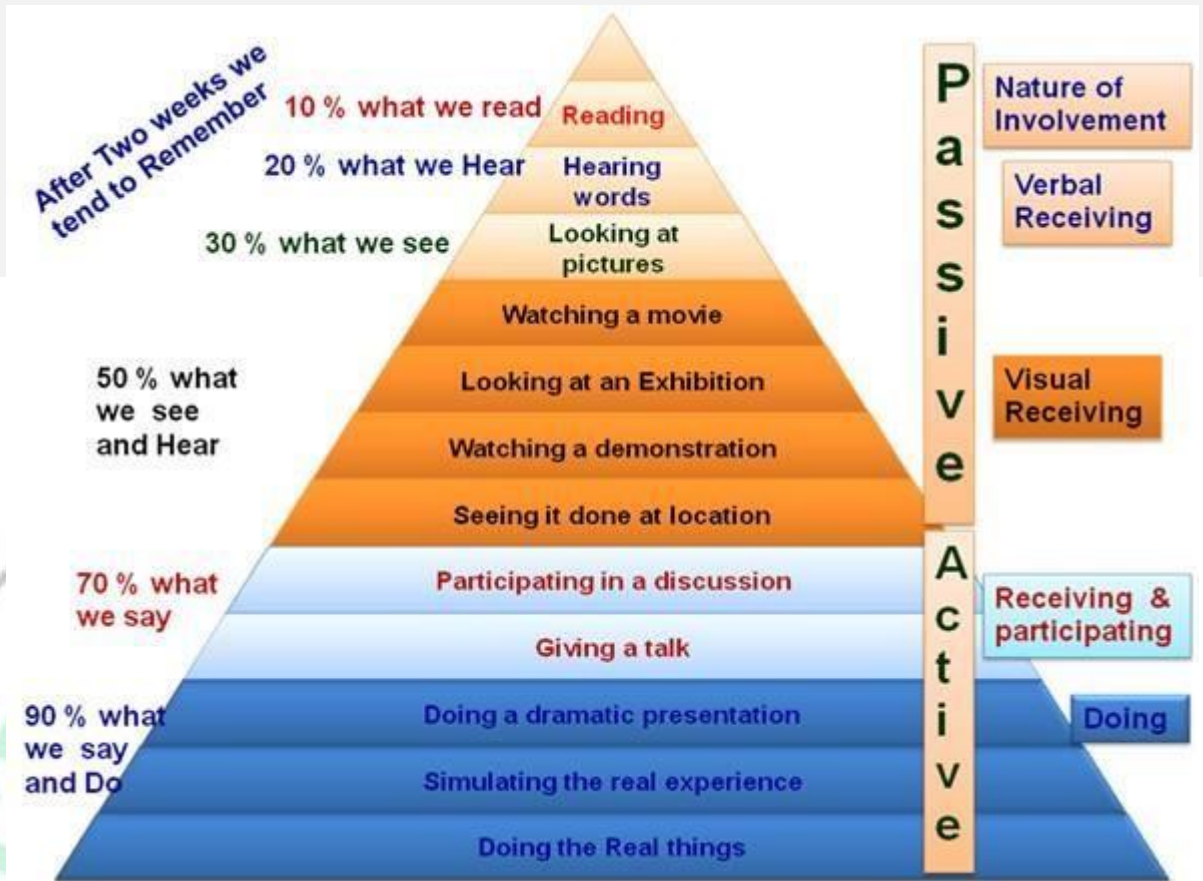 After Two weeks we
tend to Remember
10 % what we read
Reading
20 % what we Hear
Hearing
words
30 % what we see
Looking at
pictures
Watching a movie
50 % what
we see
and Hear
Looking at an Exhibition
Watching a demonstration
Seeing it done at location
70 % what
we say
Participating in a discussion
Giving a talk
90 % what
we say
and Do
Doing a dramatic presentation
Simulating the real experience
Doing the Real things
Passive
Active
Nature of
Involvement
Verbal
Receiving
Visual
Receiving
Receiving &
participating
Doing